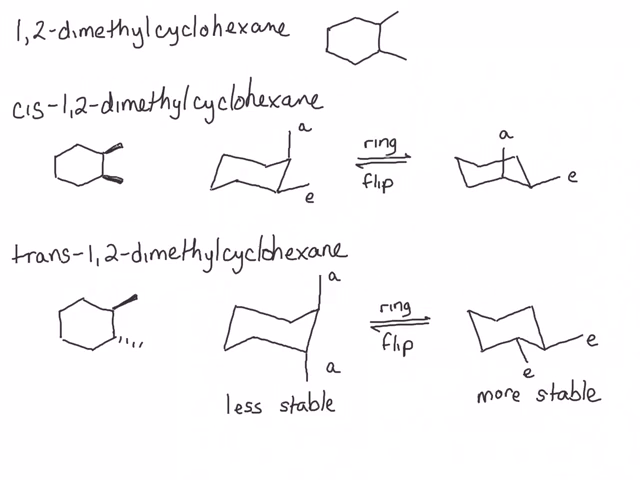 1,2-dimethylcyclohexane
cis-1,2-dimethylcyclohexane
a
e
ring
flip
a
e
trans-1,2-dimethylcyclohexane
a
a
less stable
ring
flip
e
e
more stable